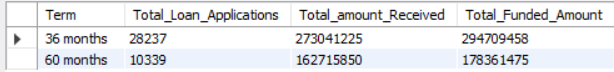 Term Total_Loan_Applications Total_amount_Received Total_Funded_Amount
36 months 28237 273041225 294709458
60 months 10339 162715850 178361475